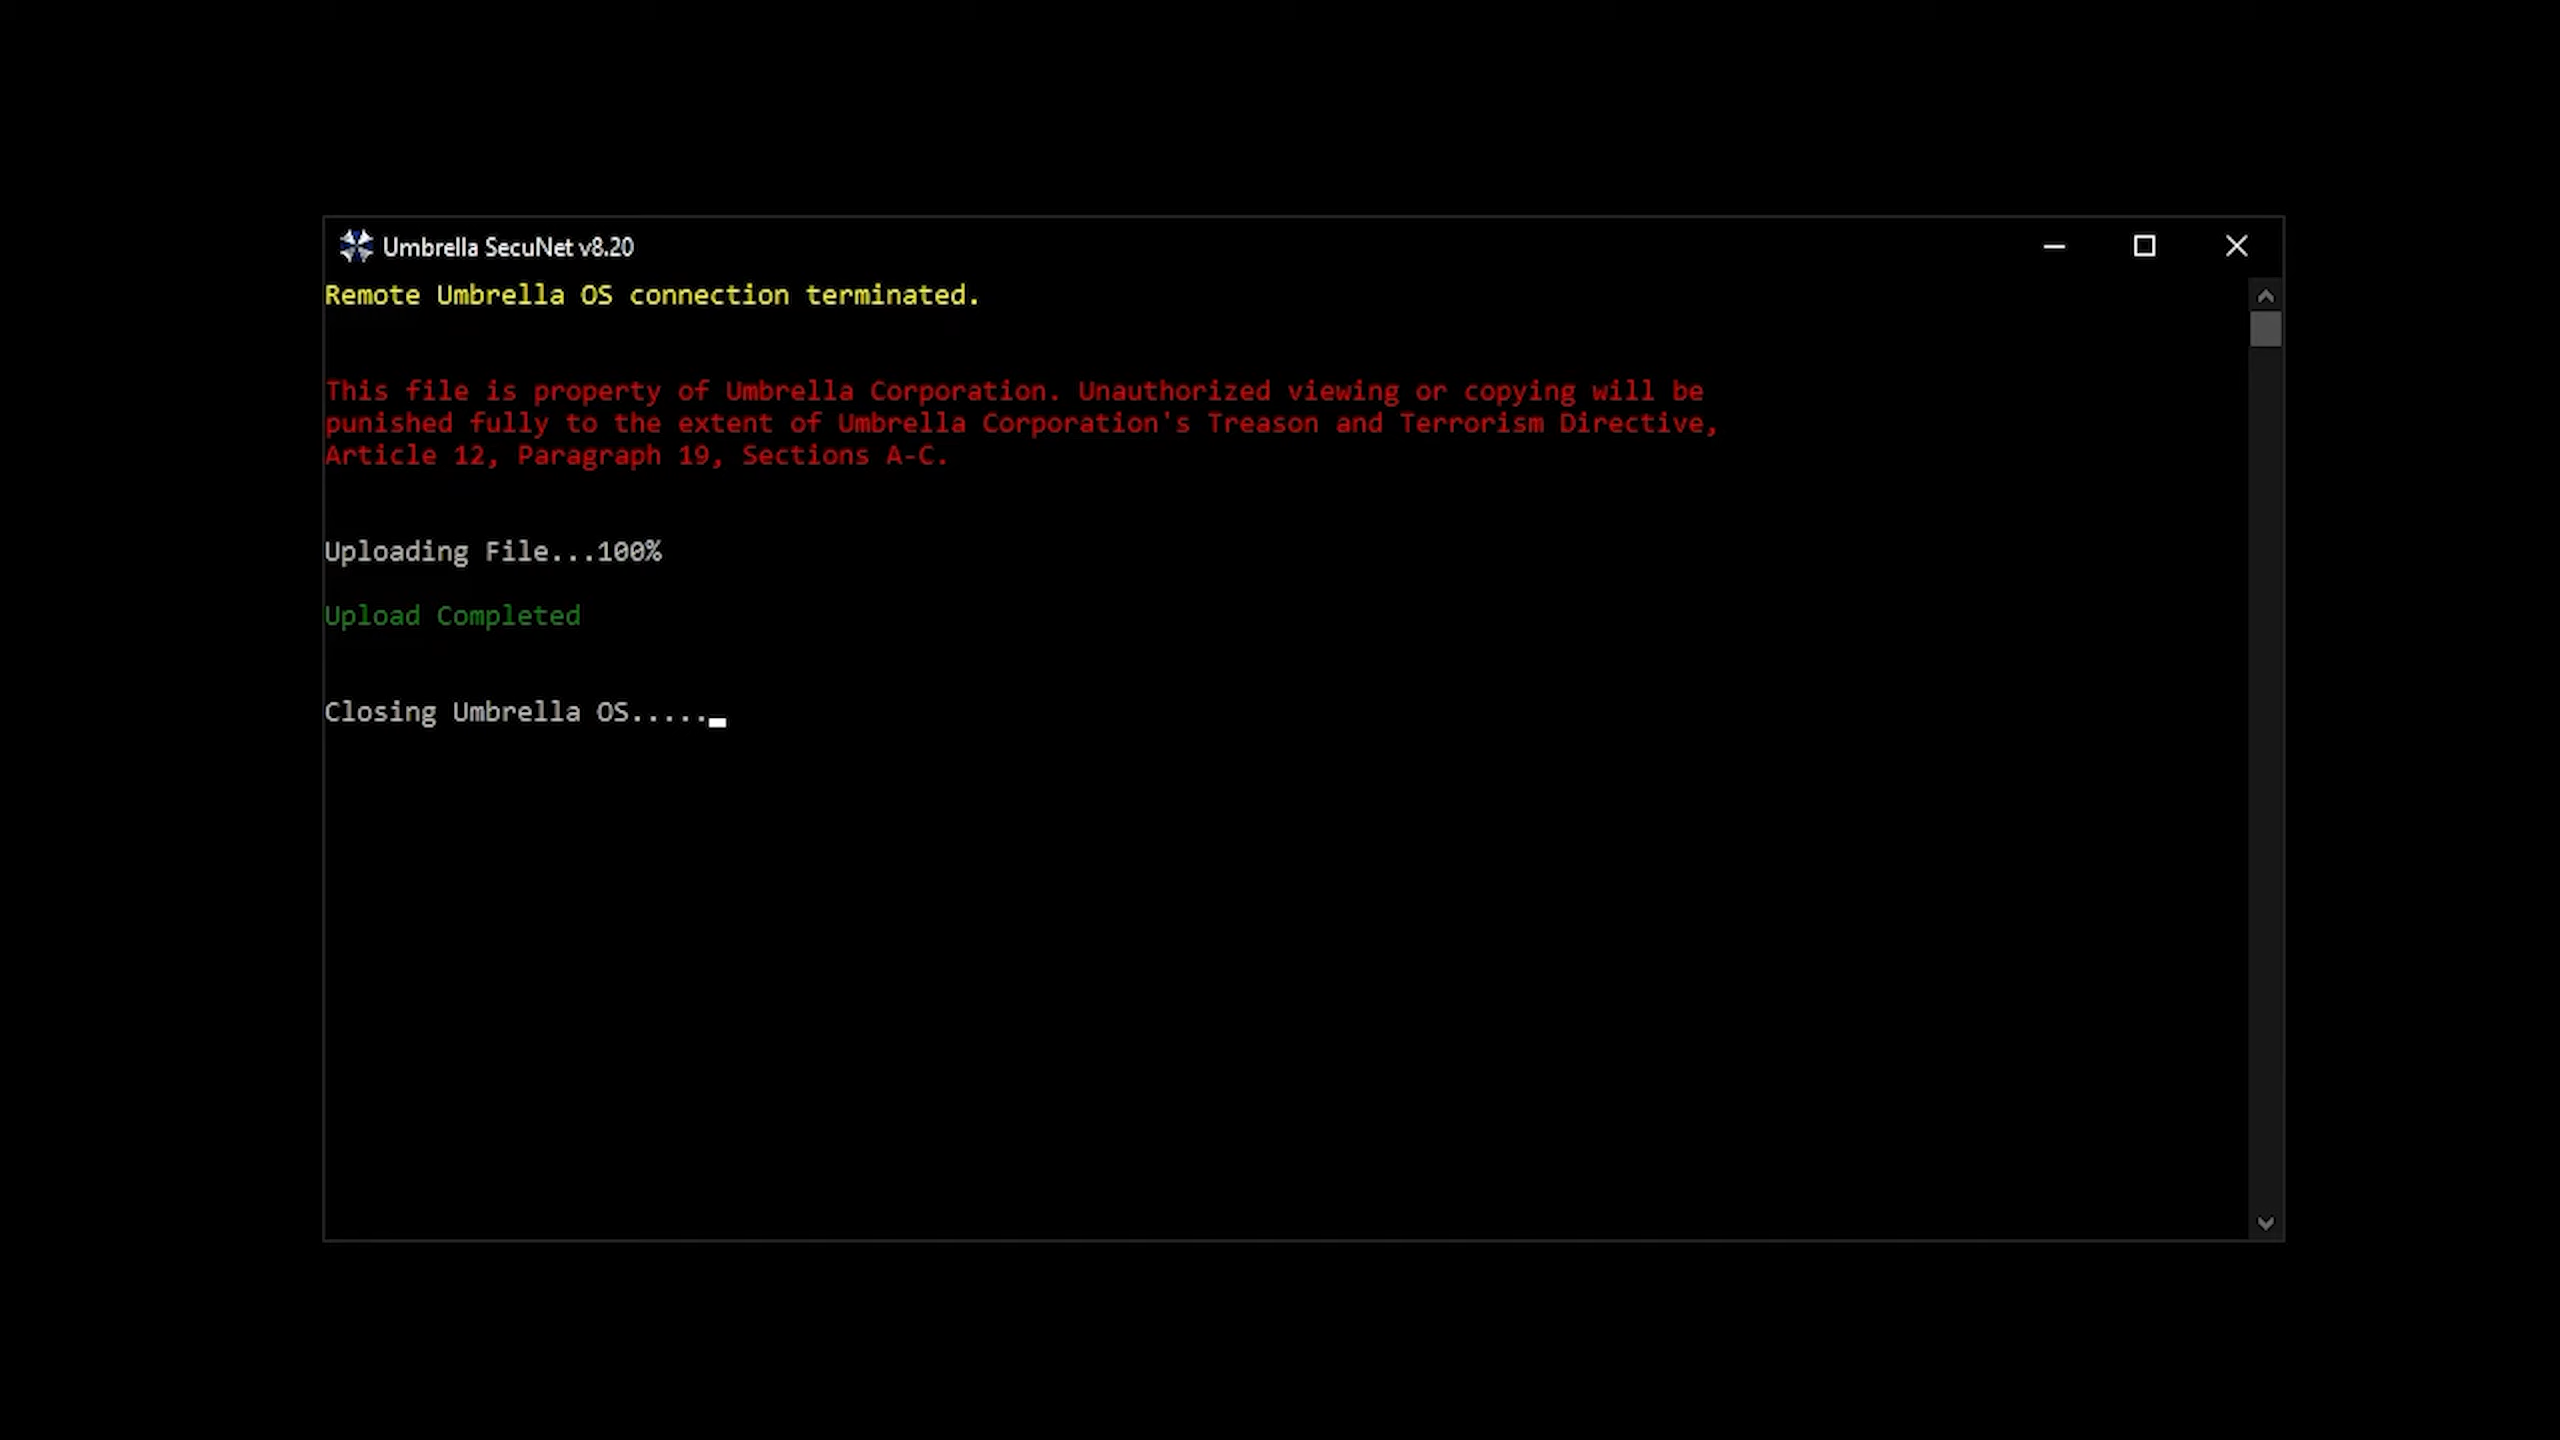 Umbrella SecuNet v8.20
Remote Umbrella OS connection terminated.
This file is property of Umbrella Corporation. Unauthorized viewing or copying will be
punished fully to the extent of Umbrella Corporation's Treason and Terrorism Directive,
Article 12, Paragraph 19, Sections A-C.
Uploading File...100%
Upload Completed
Closing Umbrella OS.....